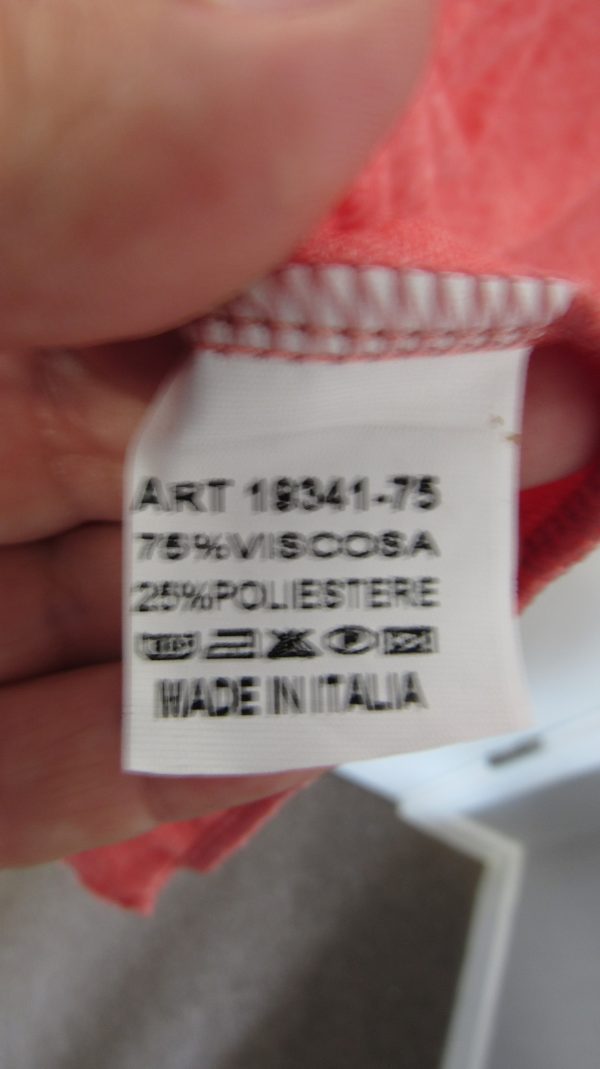 ART 19341-75
75%VISCOSA
25%POLIESTERE
MADE IN ITALIA